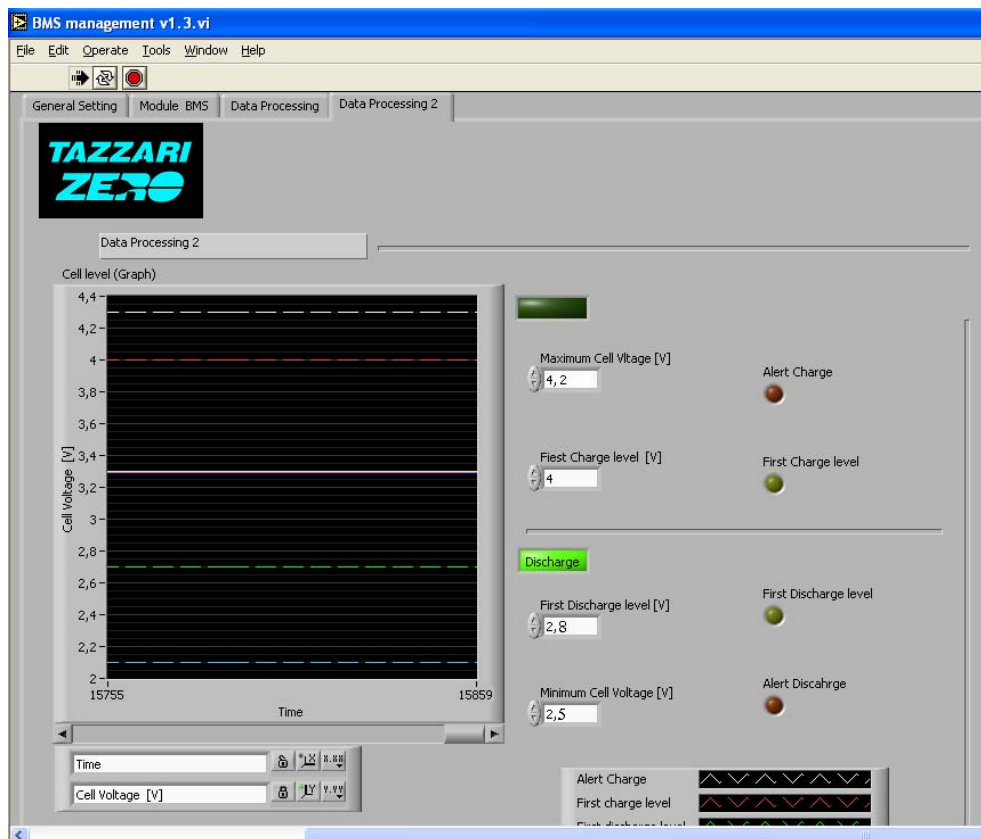 BMS management v1.3.vi
File Edit Operate Tools Window Help
General Setting Module BMS Data Processing Data Processing 2
TAZZARI
ZERO
Data Processing 2
Cell level (Graph)
4,4
4,2
4
3,8
3,6
3,4
3,2
3
2,8
2,6
2,4
2,2
2
Cell Voltage [V]
15755 15859
Time
Time
Cell Voltage [V]
Maximum Cell Vltage [V]
4,2
Alert Charge
Fiest Charge level [V]
4
First Charge level
Discharge
First Discharge level [V]
2,8
First Discharge level
Minimum Cell Voltage [V]
2,5
Alert Discahrge
Alert Charge
First charge level
First discharge level